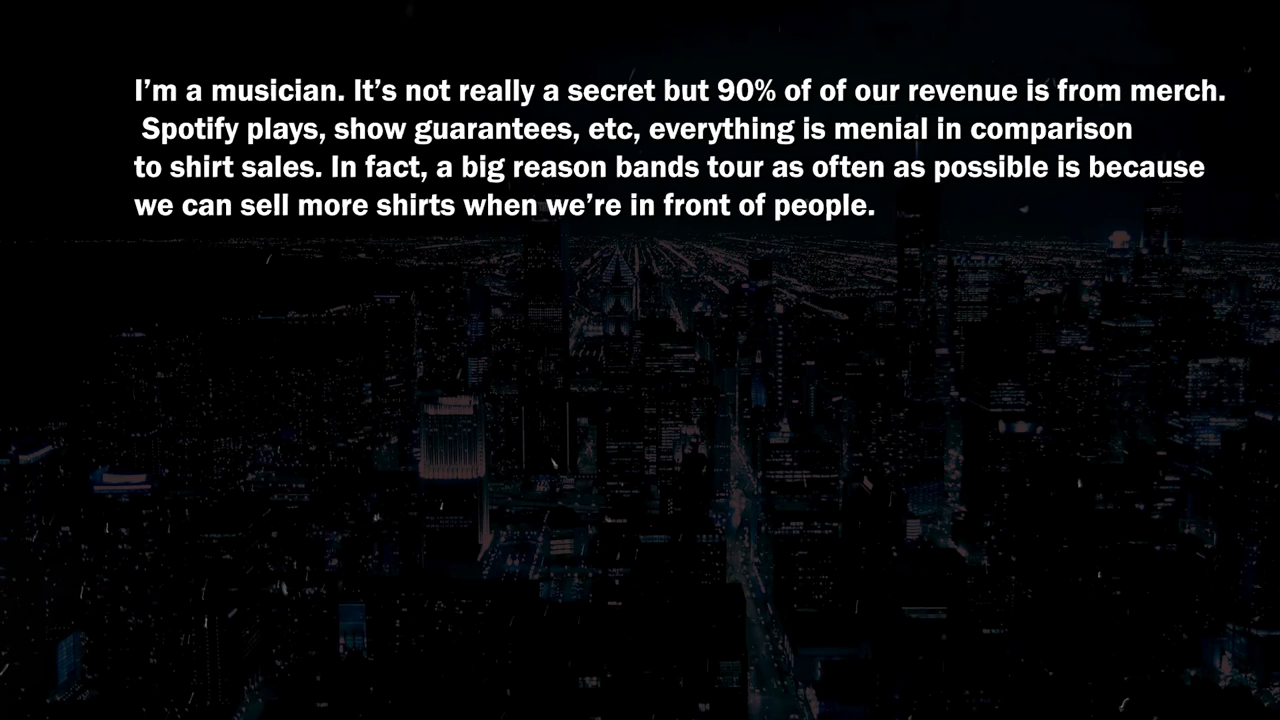 I’m a musician. It’s not really a secret but 90% of of our revenue is from merch.
Spotify plays, show guarantees, etc, everything is menial in comparison
to shirt sales. In fact, a big reason bands tour as often as possible is because
we can sell more shirts when we’re in front of people.